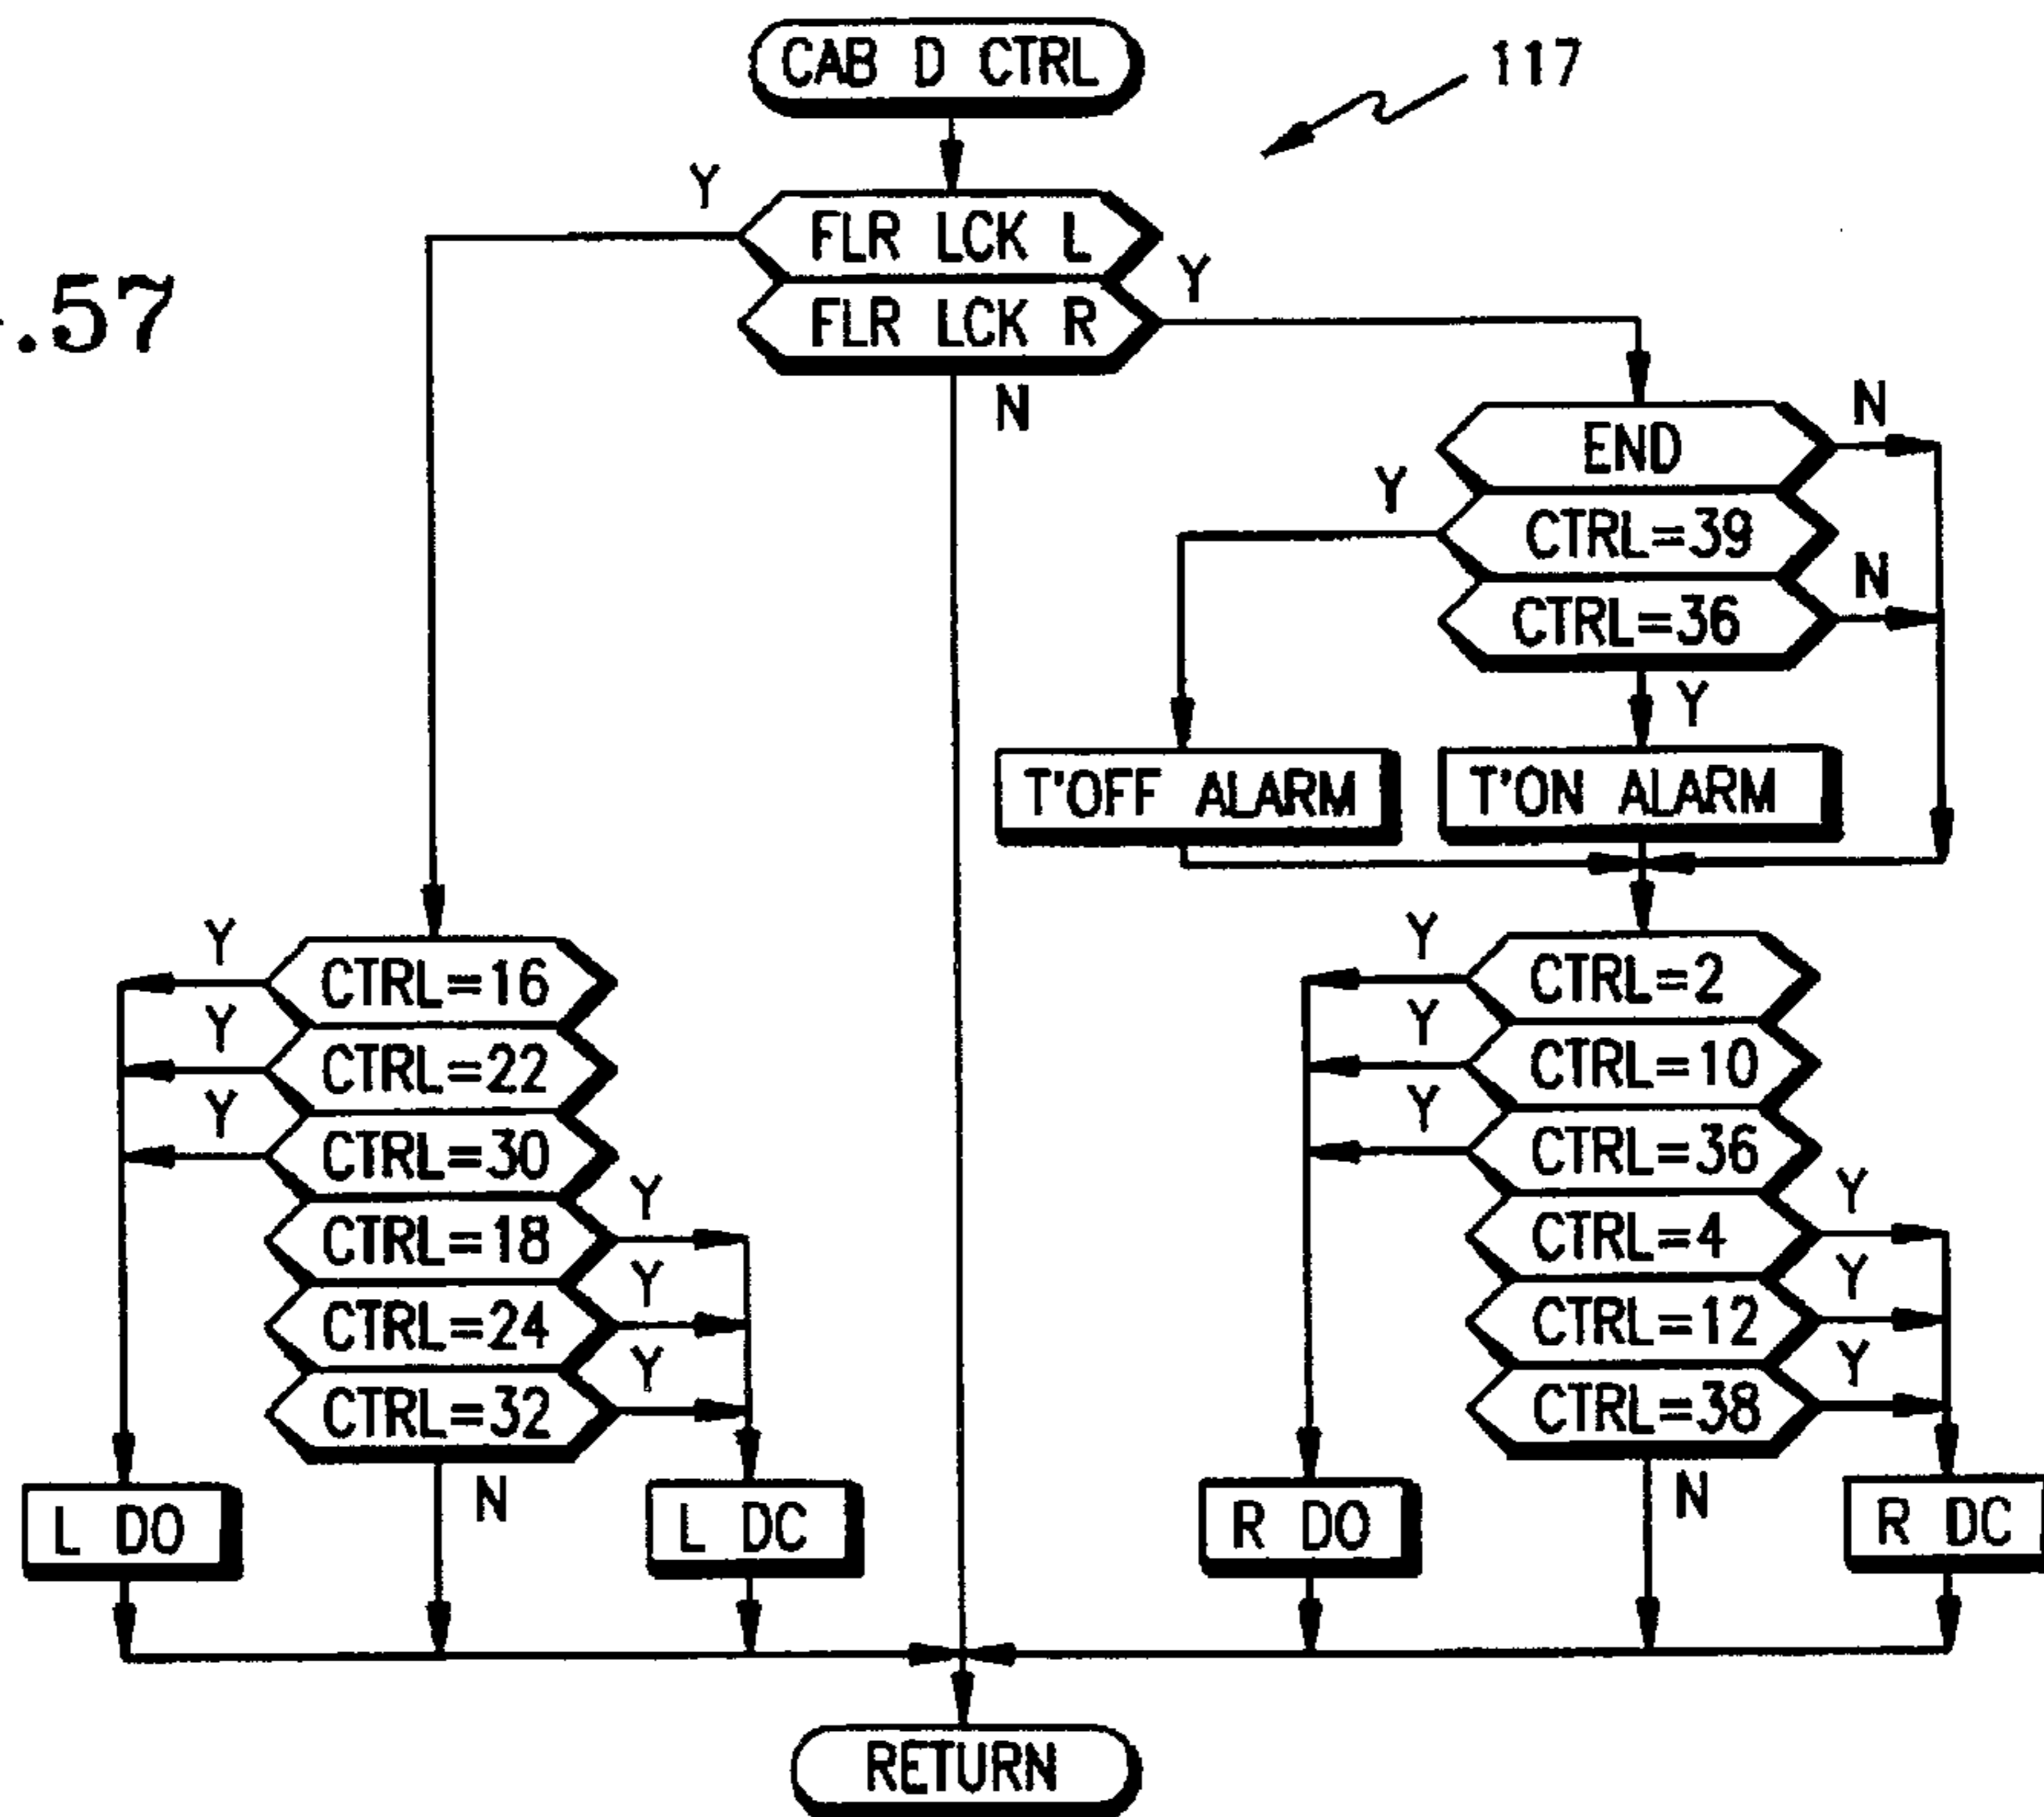 CAB D CTRL
117
Y
FLR LCK L
Y
.57
FLR LCK R
N
N
END
Y
CTRL=39
N
CTRL=36
Y
T'OFF ALARM
T'ON ALARM
Y
CTRL=16
Y
CTRL=22
Y
CTRL=30
Y
CTRL=18
Y
CTRL=24
Y
CTRL=32
N
L DO
L DC
Y
CTRL=2
Y
CTRL=10
Y
CTRL=36
Y
CTRL=4
Y
CTRL=12
Y
CTRL=38
N
R DO
R DC
RETURN